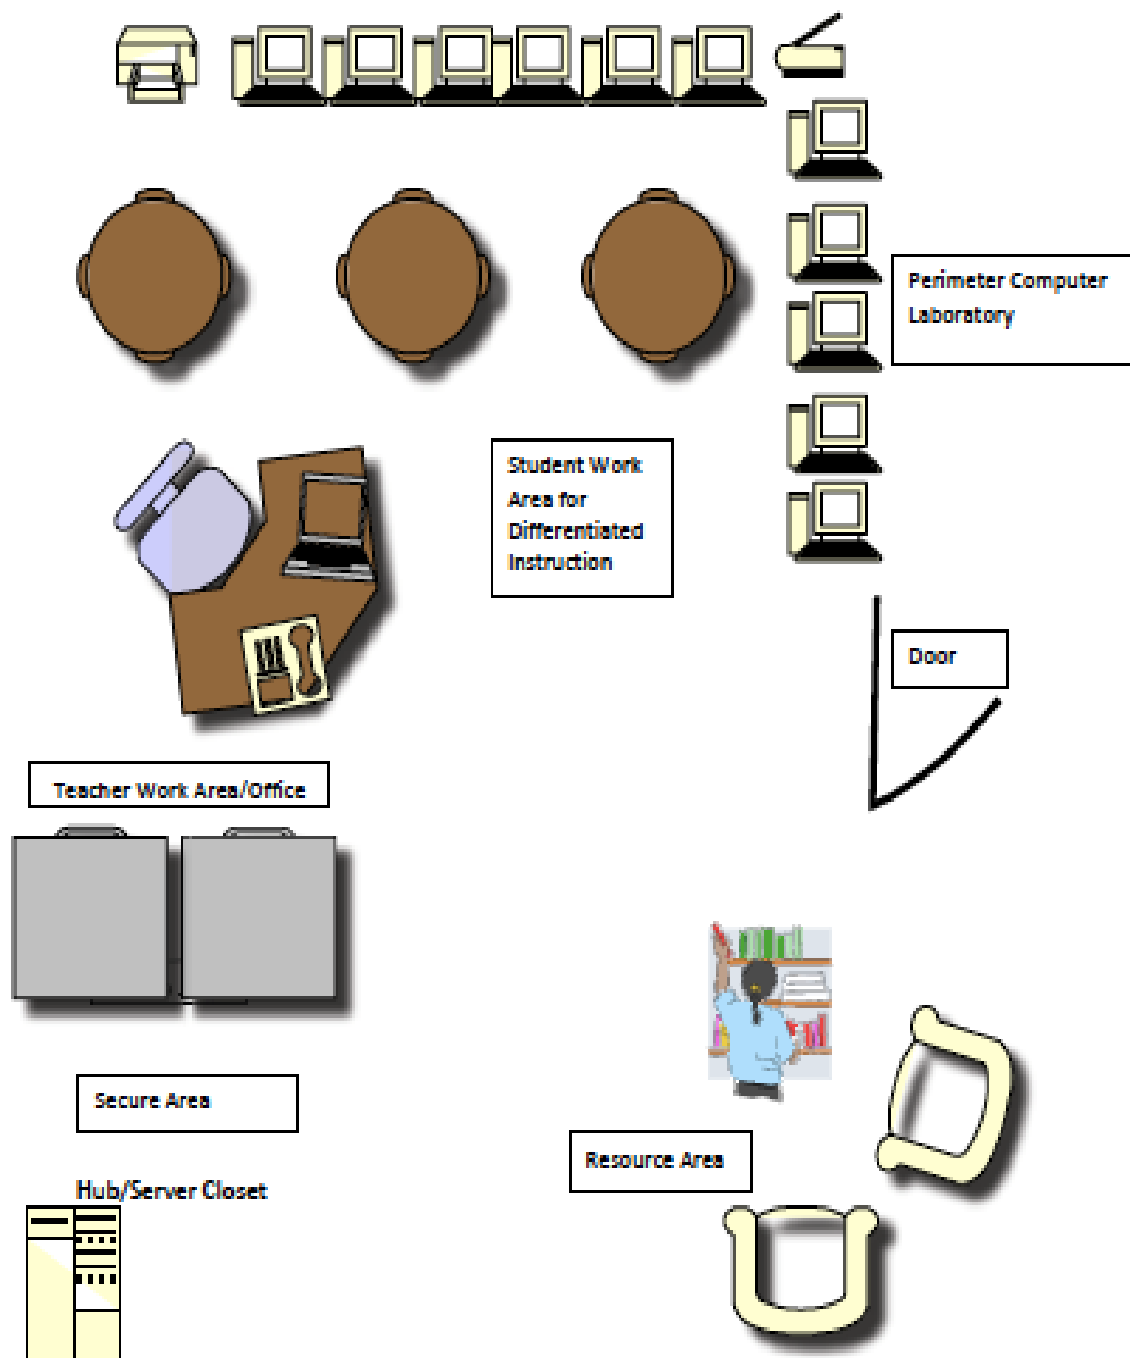 Perimeter Computer
Laboratory
Student Work
Area for
Differentiated
Instruction
Door
Teacher Work Area/Office
Secure Area
Resource Area
Hub/Server Closet